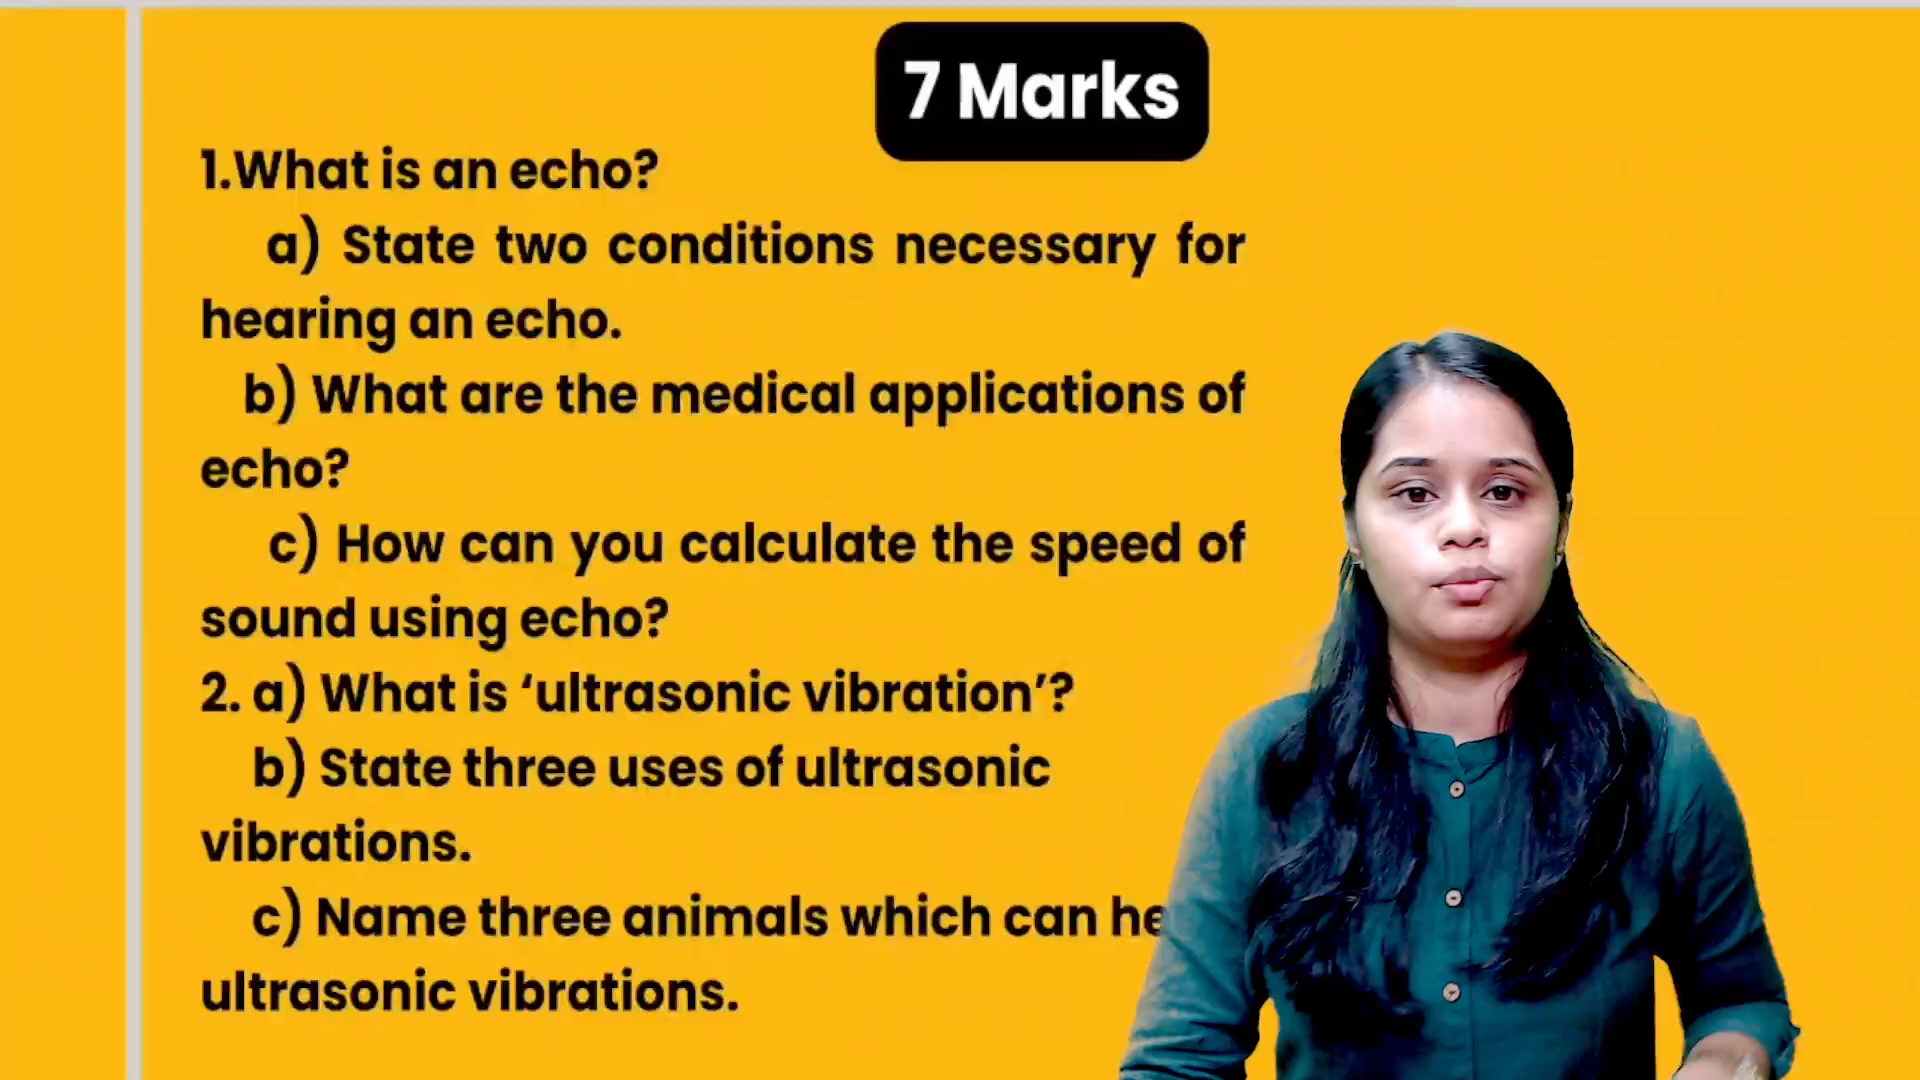 7 Marks
1.What is an echo?
a) State two conditions necessary for
hearing an echo.
b) What are the medical applications of
echo?
c) How can you calculate the speed of
sound using echo?
2. a) What is ‘ultrasonic vibration’?
b) State three uses of ultrasonic
vibrations.
c) Name three animals which can
ultrasonic vibrations.